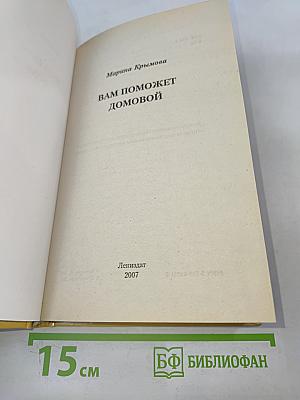 Марина Крымова
ВАМ ПОМОЖЕТ
ДОМОВОЙ
Лениздат
2007
15 см
БФ БИБЛИОФАН